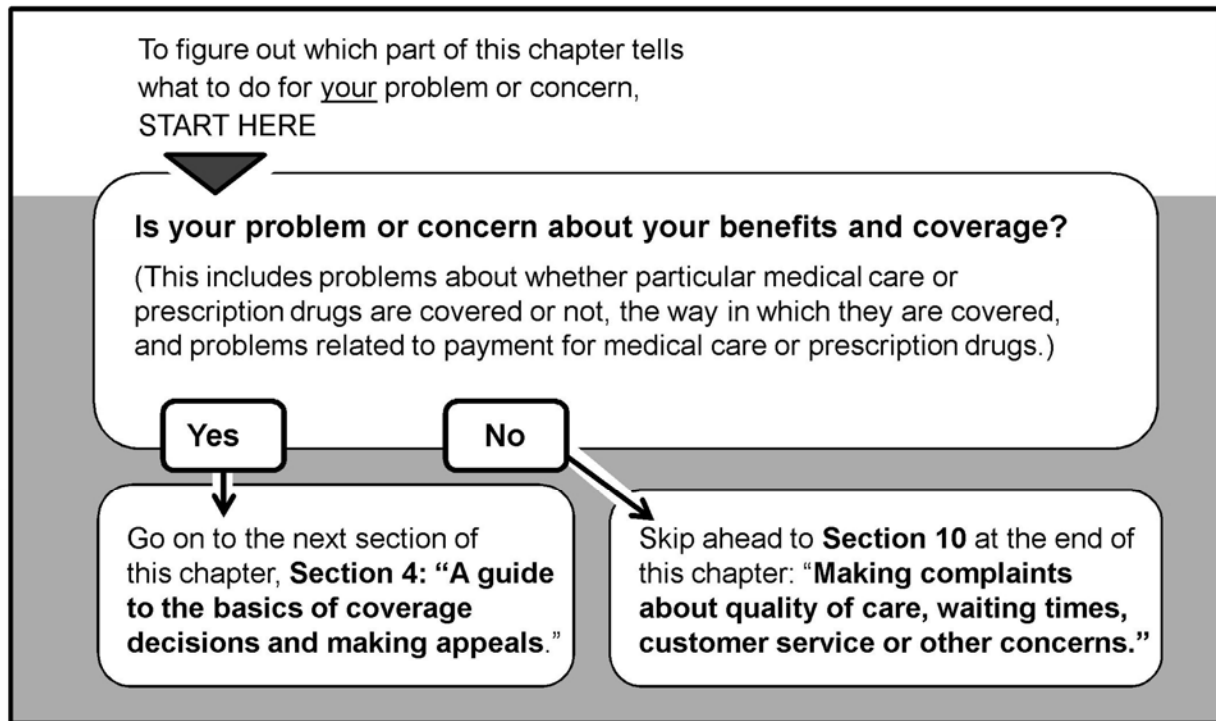 To figure out which part of this chapter tells
what to do for your problem or concern,
START HERE
Is your problem or concern about your benefits and coverage?
(This includes problems about whether particular medical care or
prescription drugs are covered or not, the way in which they are covered,
and problems related to payment for medical care or prescription drugs.)
Yes
No
Go on to the next section of
this chapter, Section 4: “A guide
to the basics of coverage
decisions and making appeals.”
Skip ahead to Section 10 at the end of
this chapter: “Making complaints
about quality of care, waiting times,
customer service or other concerns.”